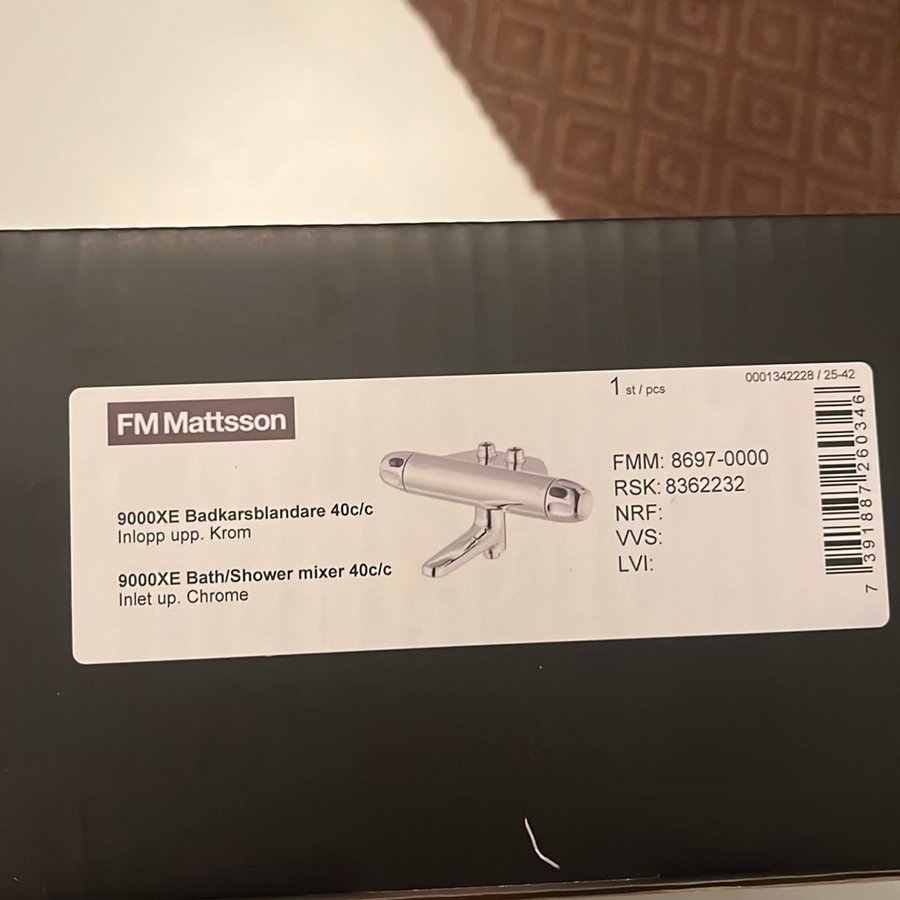 FM Mattsson
1 st / pcs
0001342228 / 25-42
9000XE Badkarsblandare 40c/c
Inlopp upp. Krom
9000XE Bath/Shower mixer 40c/c
Inlet up. Chrome
FMM: 8697-0000
RSK: 8362232
NRF:
VVS:
LVI:
7 391887 260346